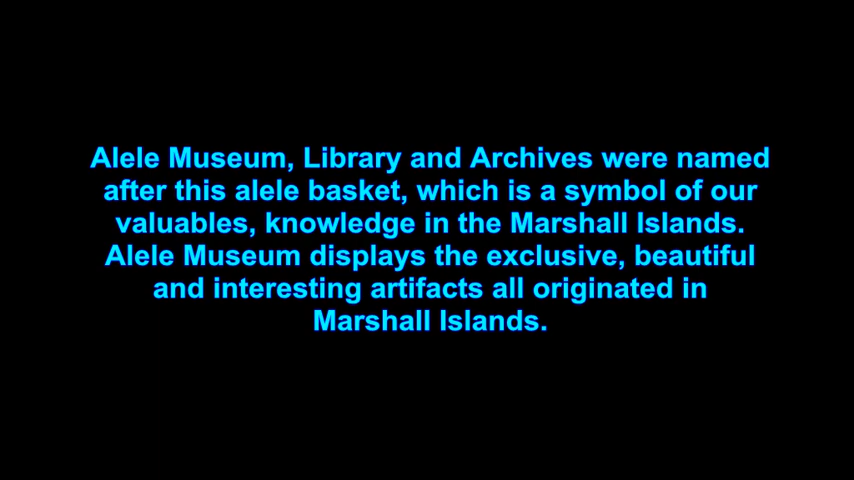 Alele Museum, Library and Archives were named
after this alele basket, which is a symbol of our
valuables, knowledge in the Marshall Islands.
Alele Museum displays the exclusive, beautiful
and interesting artifacts all originated in
Marshall Islands.